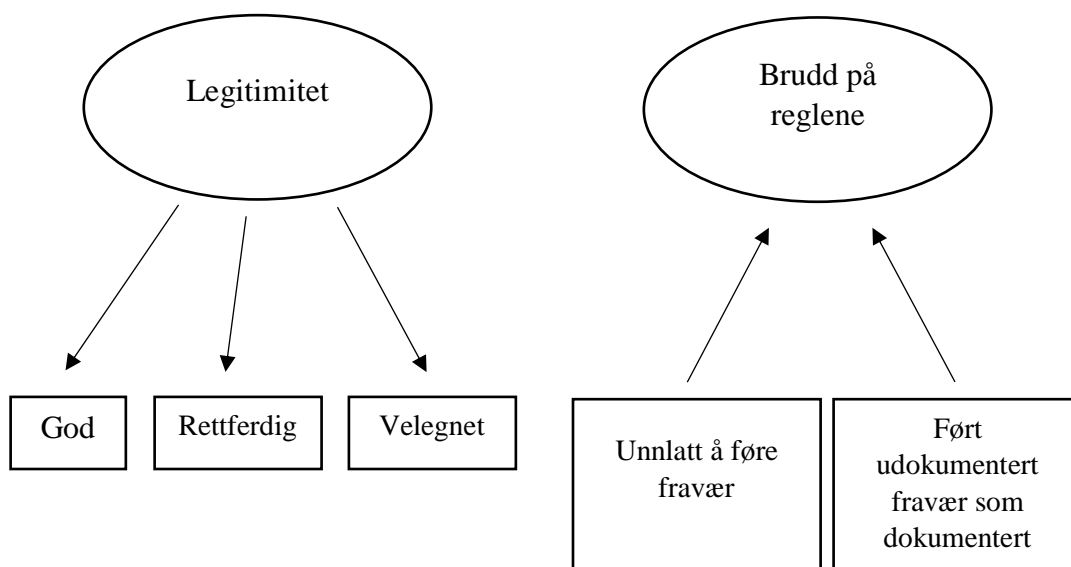 Legitimitet
Brudd på
reglene
God
Rettferdig
Velegnet
Unnlatt å føre
fravær
Ført
udokumentert
fravær som
dokumentert